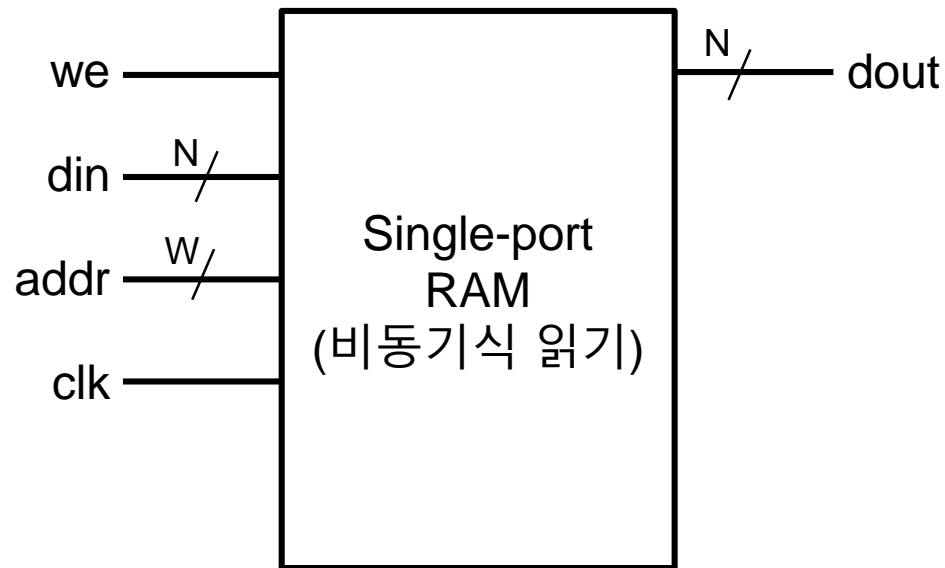 we
N
din
W
addr
clk
Single-port
RAM
(비동기식 읽기)
N
dout